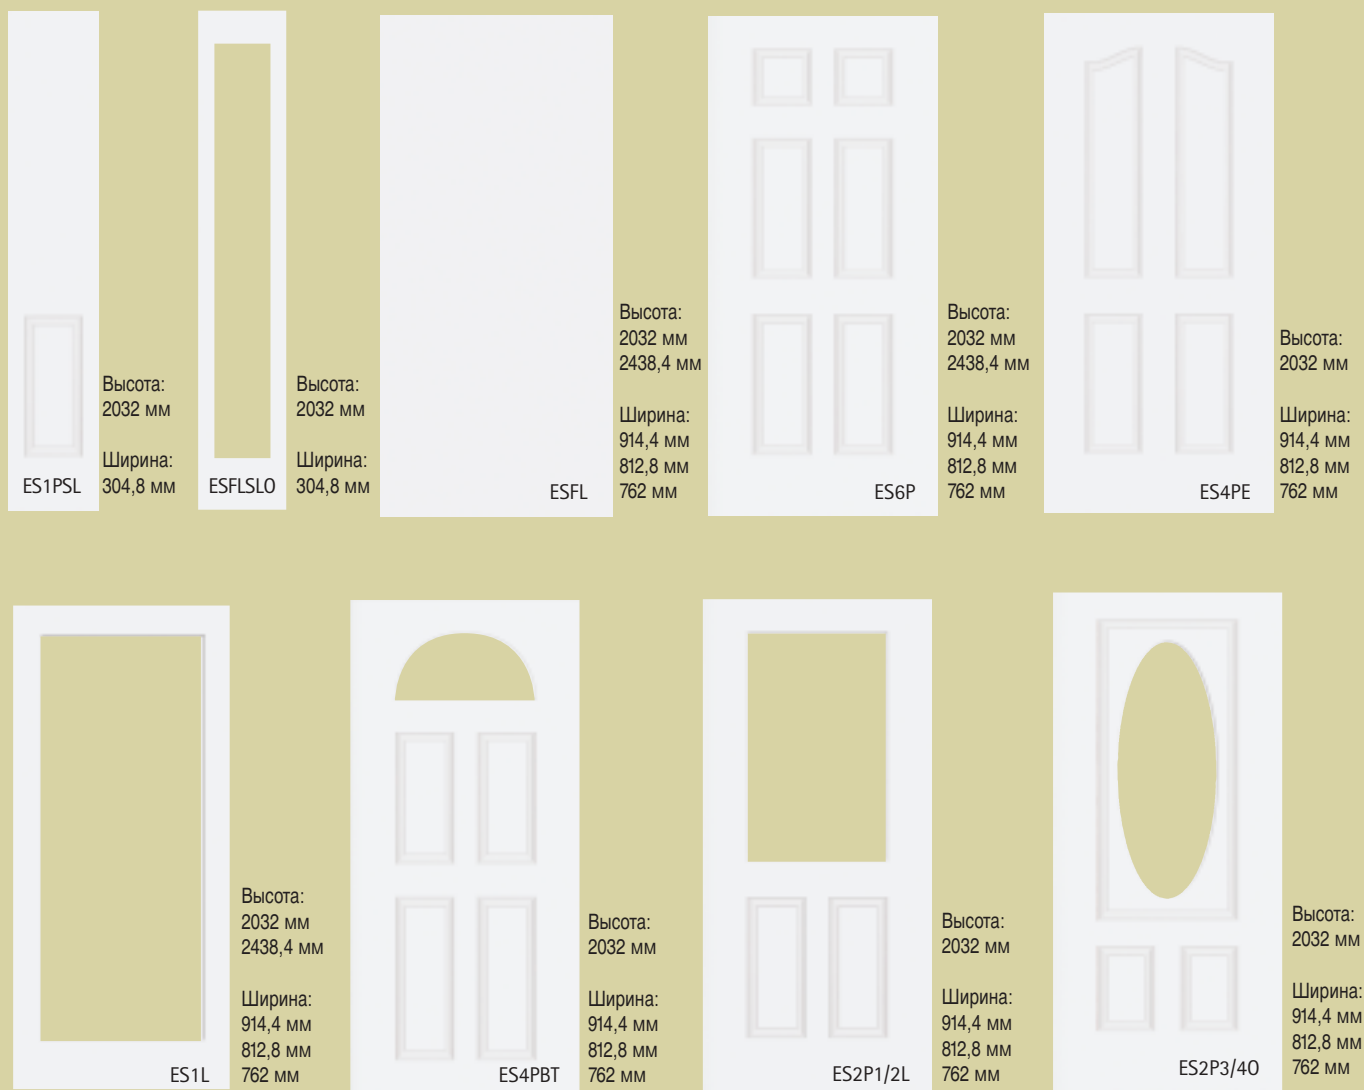 ES1PSL
Высота:
2032 мм
Ширина:
304,8 мм
ESFLSLO
Высота:
2032 мм
Ширина:
304,8 мм
ESFL
Высота:
2032 мм
2438,4 мм
Ширина:
914,4 мм
812,8 мм
762 мм
ES6P
Высота:
2032 мм
2438,4 мм
Ширина:
914,4 мм
812,8 мм
762 мм
ES4PE
Высота:
2032 мм
Ширина:
914,4 мм
812,8 мм
762 мм
ES1L
Высота:
2032 мм
2438,4 мм
Ширина:
914,4 мм
812,8 мм
762 мм
ES4PBT
Высота:
2032 мм
Ширина:
914,4 мм
812,8 мм
762 мм
ES2P1/2L
Высота:
2032 мм
Ширина:
914,4 мм
812,8 мм
762 мм
ES2P3/4O
Высота:
2032 мм
Ширина:
914,4 мм
812,8 мм
762 мм